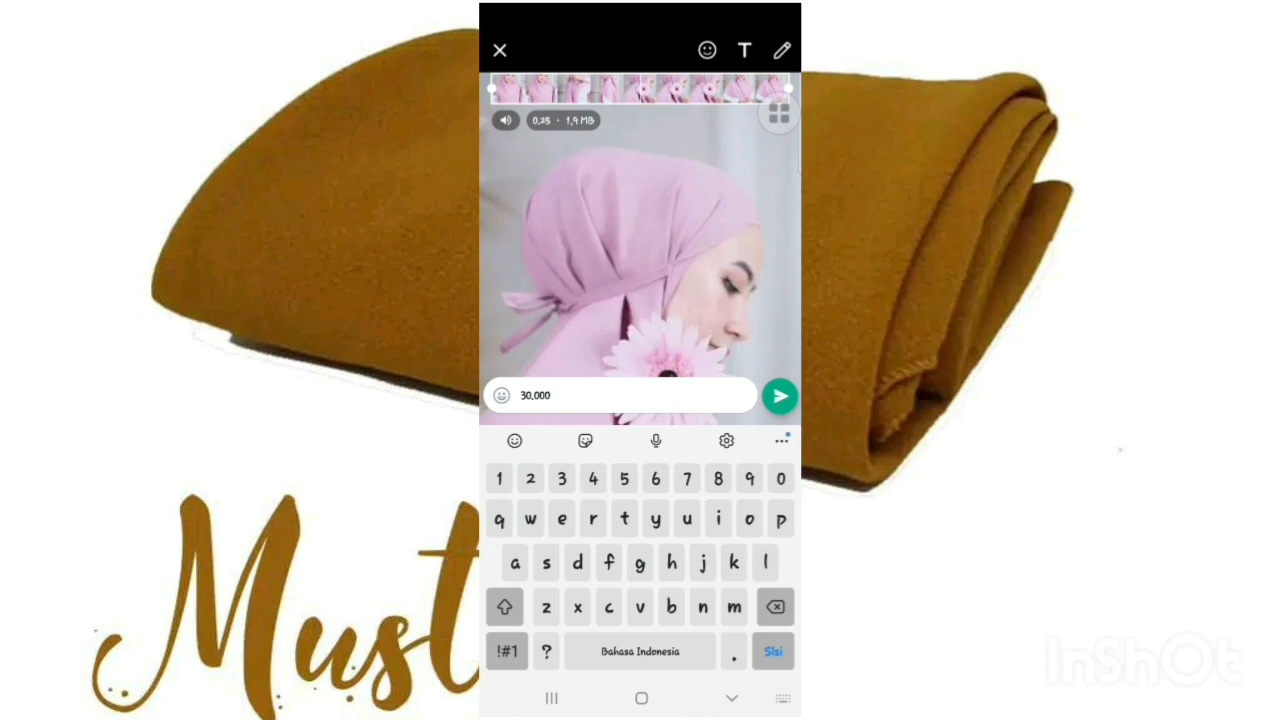 T
0.25 · 1,9 MB
30,000
1 2 3 4 5 6 7 8 9 0
q w e r t y u i o p
a s d f g h j k l
z x c v b n m
!#1 ? Bahasa Indonesia . Slsi
Must
InShOt